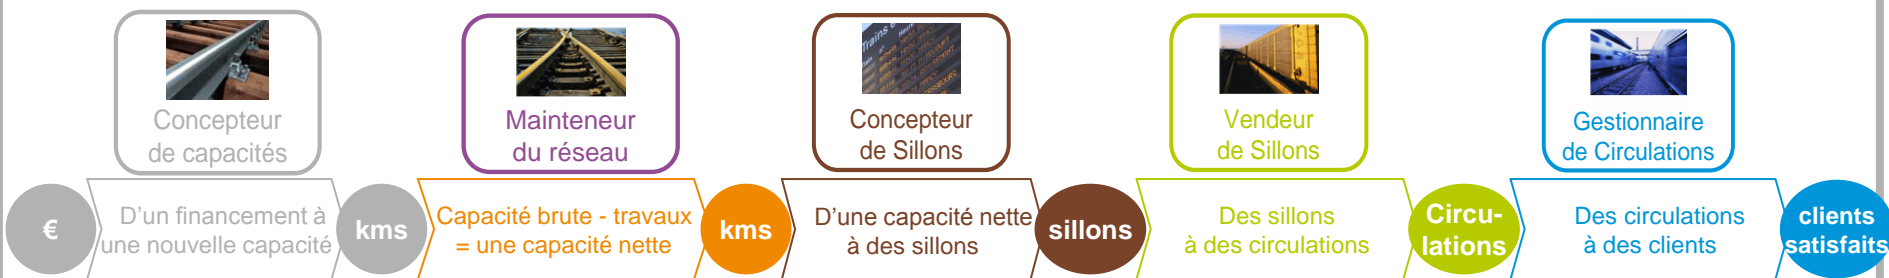 Concepteur
de capacités
Mainteneur
du réseau
Concepteur
de Sillons
Vendeur
de Sillons
Gestionnaire
de Circulations
€
D'un financement à
une nouvelle capacité
kms
Capacité brute - travaux
= une capacité nette
kms
D'une capacité nette
à des sillons
sillons
Des sillons
à des circulations
Circu-
lations
Des circulations
à des clients
clients
satisfaits